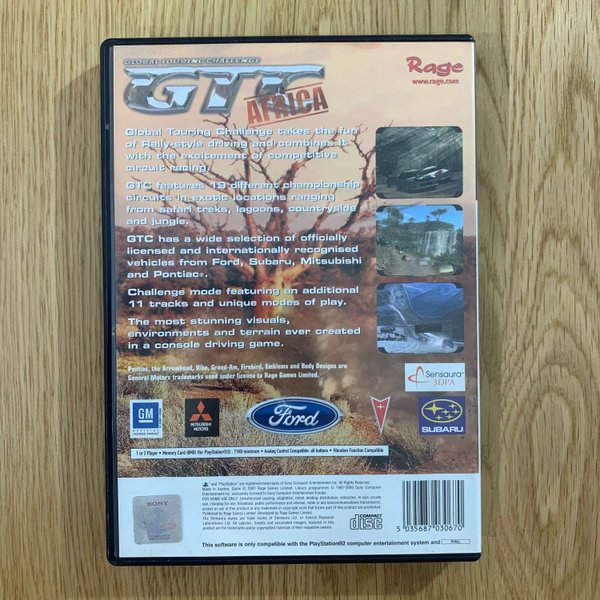 GLOBAL TOURING CHALLENGE
GTC
AFRICA
Rage
www.rage.com
Global Touring Challenge takes the fun
of Rally-style driving and combines it
with the excitement of competitive
circuit racing.
GTC features 19 different championship
circuits in exotic locations ranging
from safari treks, lagoons, countryside
and jungle.
GTC has a wide selection of officially
licensed and internationally recognised
vehicles from Ford, Subaru, Mitsubishi
and Pontiac®.
Challenge mode featuring an additional
11 tracks and unique modes of play.
The most stunning visuals,
environments and terrain ever created
in a console driving game.
Pontiac, the Arrowhead, Vibe, Grand-Am, Firebird, Emblems and Body Designs are
General Motors trademarks used under license to Rage Games Limited.
Sensaura™
3DPA
GM
MITSUBISHI
MOTORS
Ford
SUBARU
1 or 2 Player • Memory Card (8MB) (for PlayStation®2) : 71KB minimum • Analog Control Compatible: all buttons • Vibration Function Compatible
SONY
COMPACT
disc
5 035687 030670
This software is only compatible with the PlayStation®2 computer entertainment system and
PAL